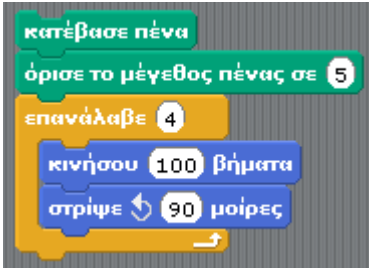 κατέβασε πένα
όρισε το μέγεθος πένας σε 5
επανάλαβε 4
κινήσου 100 βήματα
στρίψε 90 μοίρες